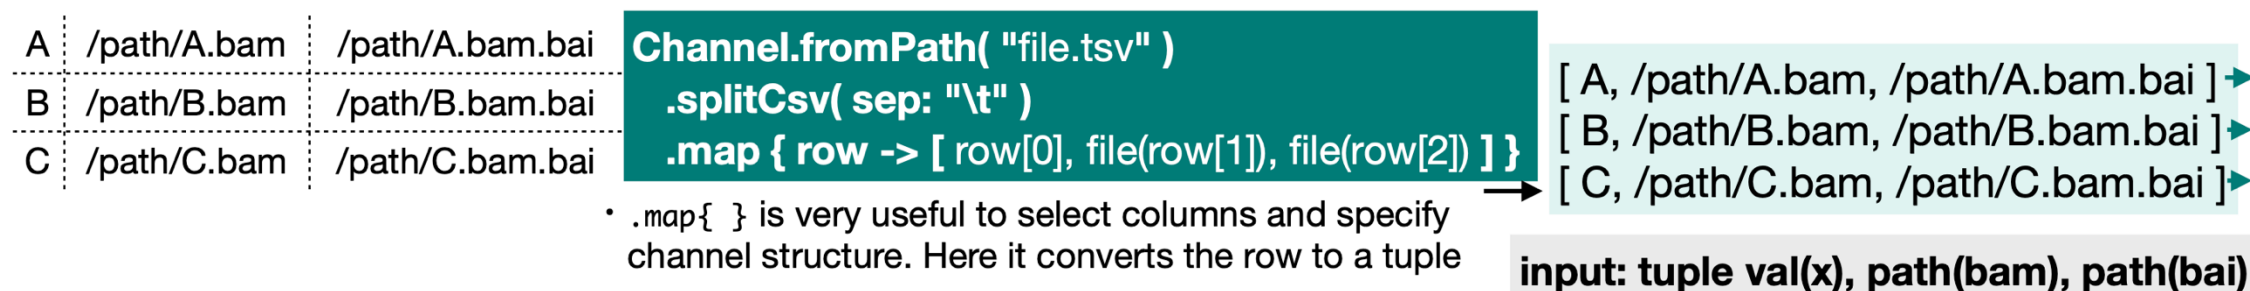 A /path/A.bam /path/A.bam.bai
B /path/B.bam /path/B.bam.bai
C /path/C.bam /path/C.bam.bai
Channel.fromPath( "file.tsv" )
.splitCsv( sep: "\t" )
.map { row -> [ row[0], file(row[1]), file(row[2]) ] }
• .map{ } is very useful to select columns and specify
channel structure. Here it converts the row to a tuple
[ A, /path/A.bam, /path/A.bam.bai ]
[ B, /path/B.bam, /path/B.bam.bai ]
[ C, /path/C.bam, /path/C.bam.bai ]
input: tuple val(x), path(bam), path(bai)